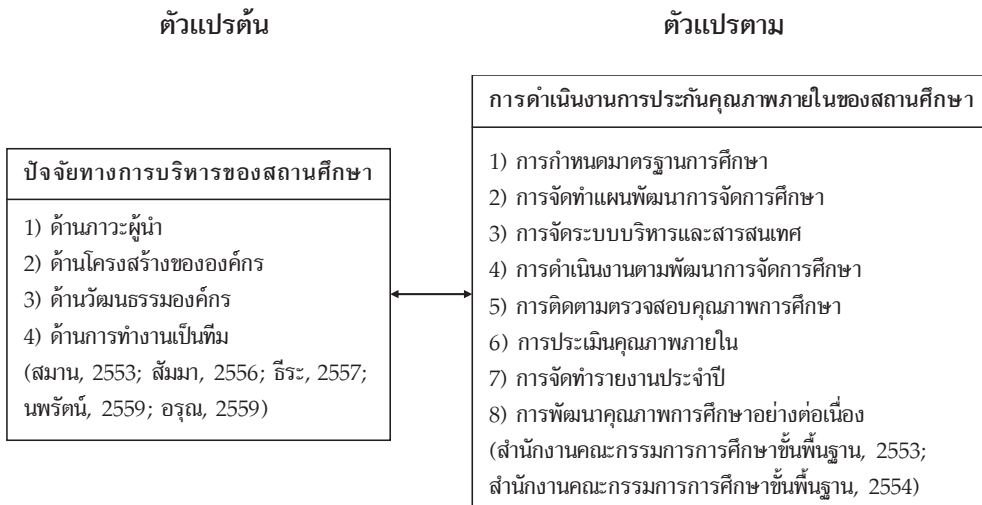 ตัวแปรต้น
ตัวแปรตาม
ปัจจัยทางการบริหารของสถานศึกษา
1) ด้านภาวะผู้นำ
2) ด้านโครงสร้างขององค์กร
3) ด้านวัฒนธรรมองค์กร
4) ด้านการทำงานเป็นทีม
(สมาน, 2553; สัมมา, 2556; ธีระ, 2557;
นพรัตน์, 2559; อรุณ, 2559)
การดำเนินงานการประกันคุณภาพภายในของสถานศึกษา
1) การกำหนดมาตรฐานการศึกษา
2) การจัดทำแผนพัฒนาการจัดการศึกษา
3) การจัดระบบบริหารและสารสนเทศ
4) การดำเนินงานตามพัฒนาการจัดการศึกษา
5) การติดตามตรวจสอบคุณภาพการศึกษา
6) การประเมินคุณภาพภายใน
7) การจัดทำรายงานประจำปี
8) การพัฒนาคุณภาพการศึกษาอย่างต่อเนื่อง
(สำนักงานคณะกรรมการการศึกษาขั้นพื้นฐาน, 2553;
สำนักงานคณะกรรมการการศึกษาขั้นพื้นฐาน, 2554)